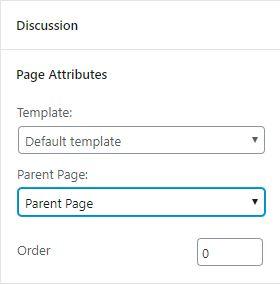 Discussion
Page Attributes
Template:
Default template
Parent Page:
Parent Page
Order
0